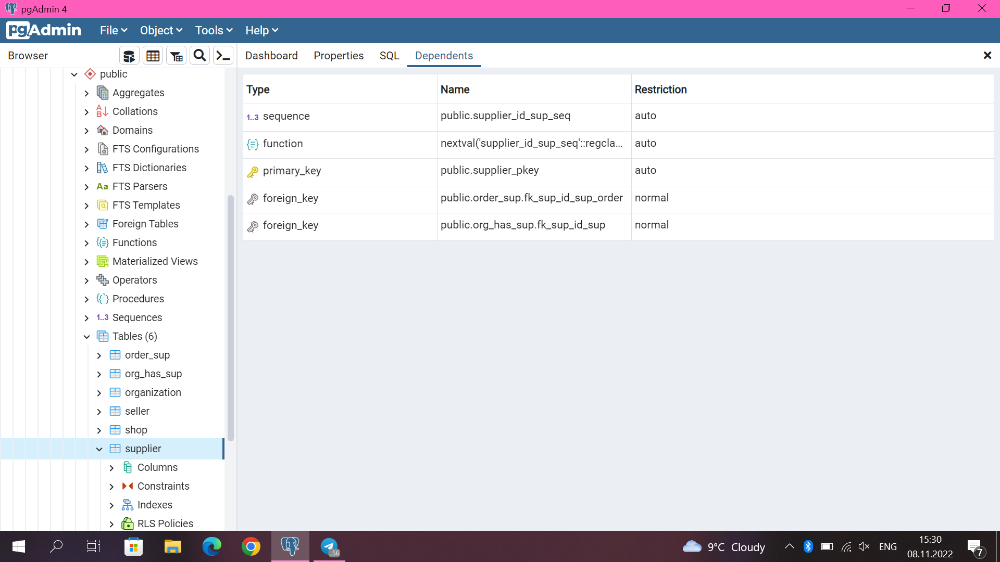 pgAdmin 4
pgAdmin File Object Tools Help
Browser
Dashboard Properties SQL Dependents
public
Aggregates
Collations
Domains
FTS Configurations
FTS Dictionaries
Aa FTS Parsers
FTS Templates
Foreign Tables
Functions
Materialized Views
Operators
Procedures
1..3 Sequences
Tables (6)
order_sup
org_has_sup
organization
seller
shop
supplier
Columns
Constraints
Indexes
RLS Policies
Type Name Restriction
1..3 sequence public.supplier_id_sup_seq auto
function nextval('supplier_id_sup_seq'::regcla... auto
primary_key public.supplier_pkey auto
foreign_key public.order_sup.fk_sup_id_sup_order normal
foreign_key public.org_has_sup.fk_sup_id_sup normal
..56
9°C Cloudy
ENG
15:30
08.11.2022
7